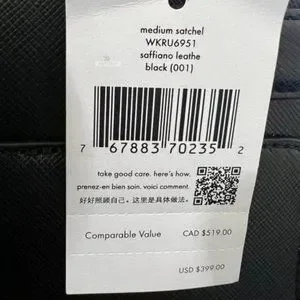 medium satchel
WKRU6951
saffiano leathe
black (001)
7 67883 70235 2
take good care. here's how.
prenez-en bien soin. voici comment.
好好照顾自己。这里是具体做法。
Comparable Value CAD $519.00
USD $399.00